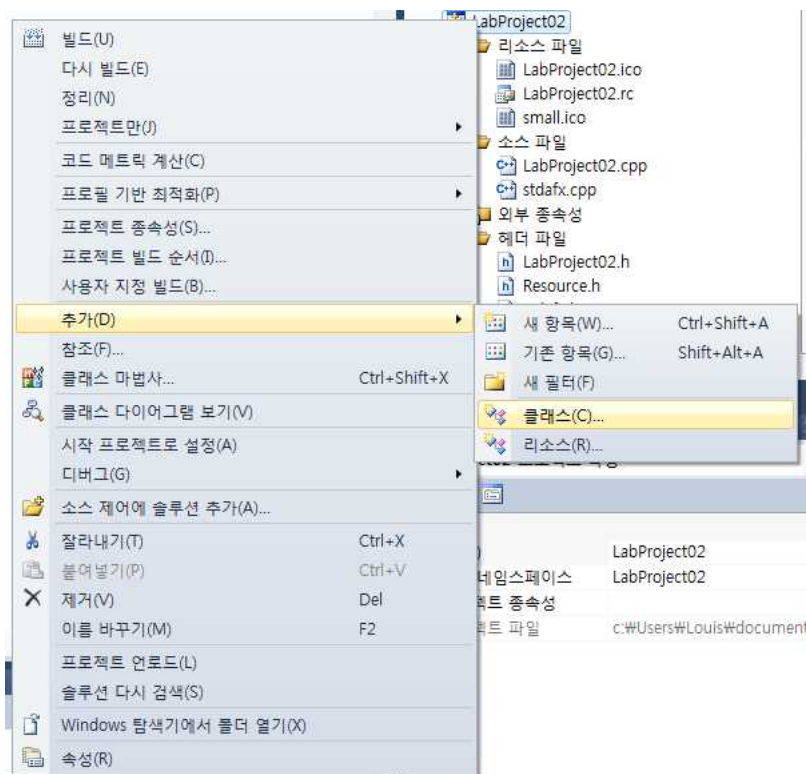 빌드(U)
다시 빌드(E)
정리(N)
프로젝트만(J)
코드 메트릭 계산(C)
프로필 기반 최적화(P)
프로젝트 종속성(S)...
프로젝트 빌드 순서(I)...
사용자 지정 빌드(B)...
추가(D)
참조(F)...
클래스 마법사... Ctrl+Shift+X
클래스 다이어그램 보기(V)
시작 프로젝트로 설정(A)
디버그(G)
소스 제어에 솔루션 추가(A)...
잘라내기(T) Ctrl+X
붙여넣기(P) Ctrl+V
제거(V) Del
이름 바꾸기(M) F2
프로젝트 언로드(L)
솔루션 다시 검색(S)
Windows 탐색기에서 폴더 열기(X)
속성(R)
LabProject02
리소스 파일
LabProject02.ico
LabProject02.rc
small.ico
소스 파일
LabProject02.cpp
stdafx.cpp
외부 종속성
헤더 파일
LabProject02.h
Resource.h
새 항목(W)... Ctrl+Shift+A
기존 항목(G)... Shift+Alt+A
새 필터(F)
클래스(C)...
리소스(R)...
LabProject02
네임스페이스 LabProject02
종속성
파일 c:₩Users₩Louis₩document